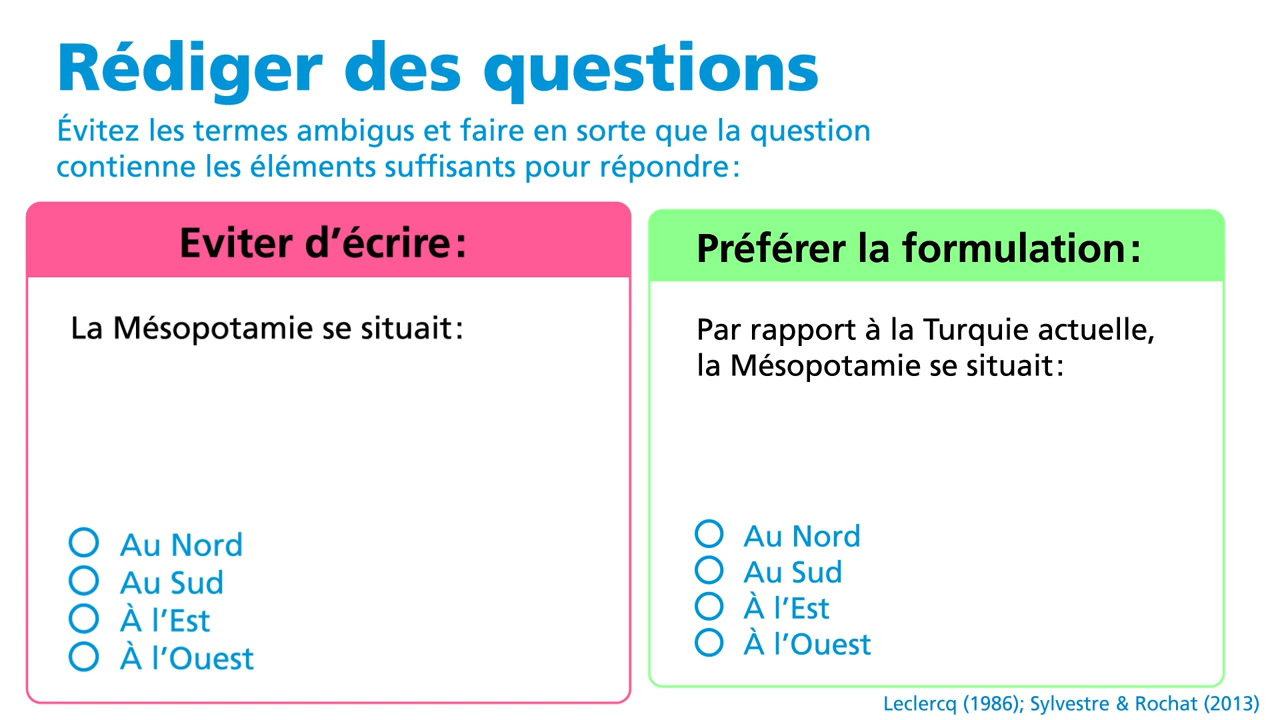 Rédiger des questions
Évitez les termes ambigus et faire en sorte que la question
contienne les éléments suffisants pour répondre :
Eviter d’écrire :
La Mésopotamie se situait :
Au Nord
Au Sud
À l’Est
À l’Ouest
Préférer la formulation :
Par rapport à la Turquie actuelle,
la Mésopotamie se situait :
Au Nord
Au Sud
À l’Est
À l’Ouest
Leclercq (1986); Sylvestre & Rochat (2013)